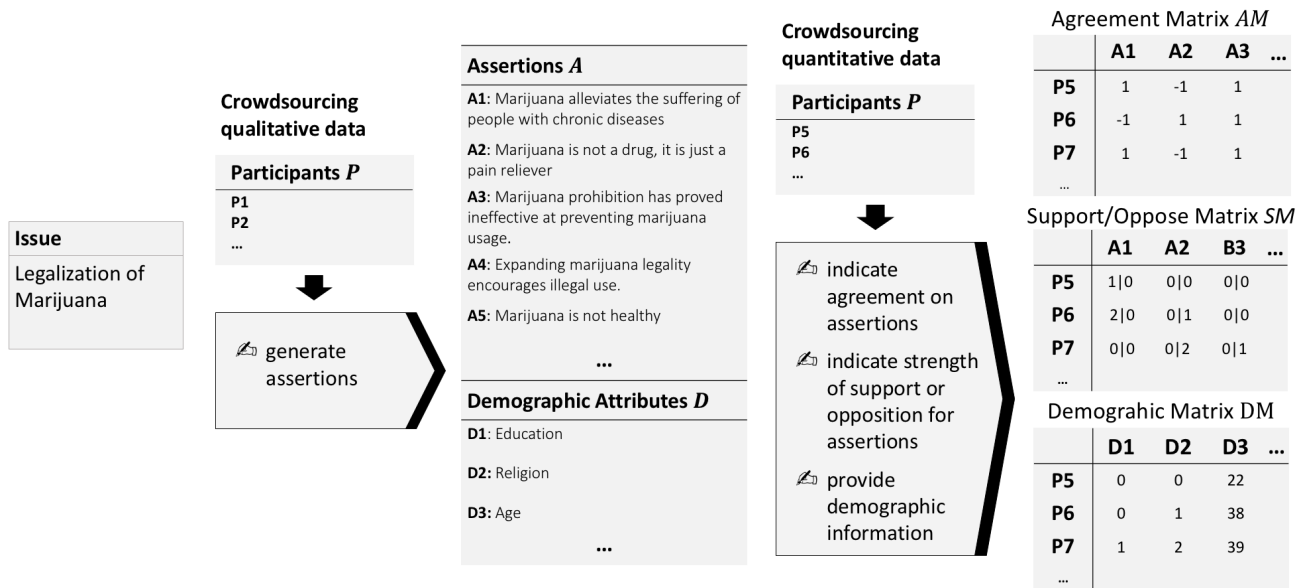 Issue
Legalization of
Marijuana
Crowdsourcing
qualitative data
Participants P
P1
P2
...
generate
assertions
Assertions A
A1: Marijuana alleviates the suffering of
people with chronic diseases
A2: Marijuana is not a drug, it is just a
pain reliever
A3: Marijuana prohibition has proved
ineffective at preventing marijuana
usage.
A4: Expanding marijuana legality
encourages illegal use.
A5: Marijuana is not healthy
...
Demographic Attributes D
D1: Education
D2: Religion
D3: Age
...
Crowdsourcing
quantitative data
Participants P
P5
P6
...
indicate
agreement on
assertions
indicate strength
of support or
opposition for
assertions
provide
demographic
information
Agreement Matrix AM
A1 A2 A3 ...
P5 1 -1 1
P6 -1 1 1
P7 1 -1 1
...
Support/Oppose Matrix SM
A1 A2 B3 ...
P5 1|0 0|0 0|0
P6 2|0 0|1 0|0
P7 0|0 0|2 0|1
...
Demograhic Matrix DM
D1 D2 D3 ...
P5 0 0 22
P6 0 1 38
P7 1 2 39
...